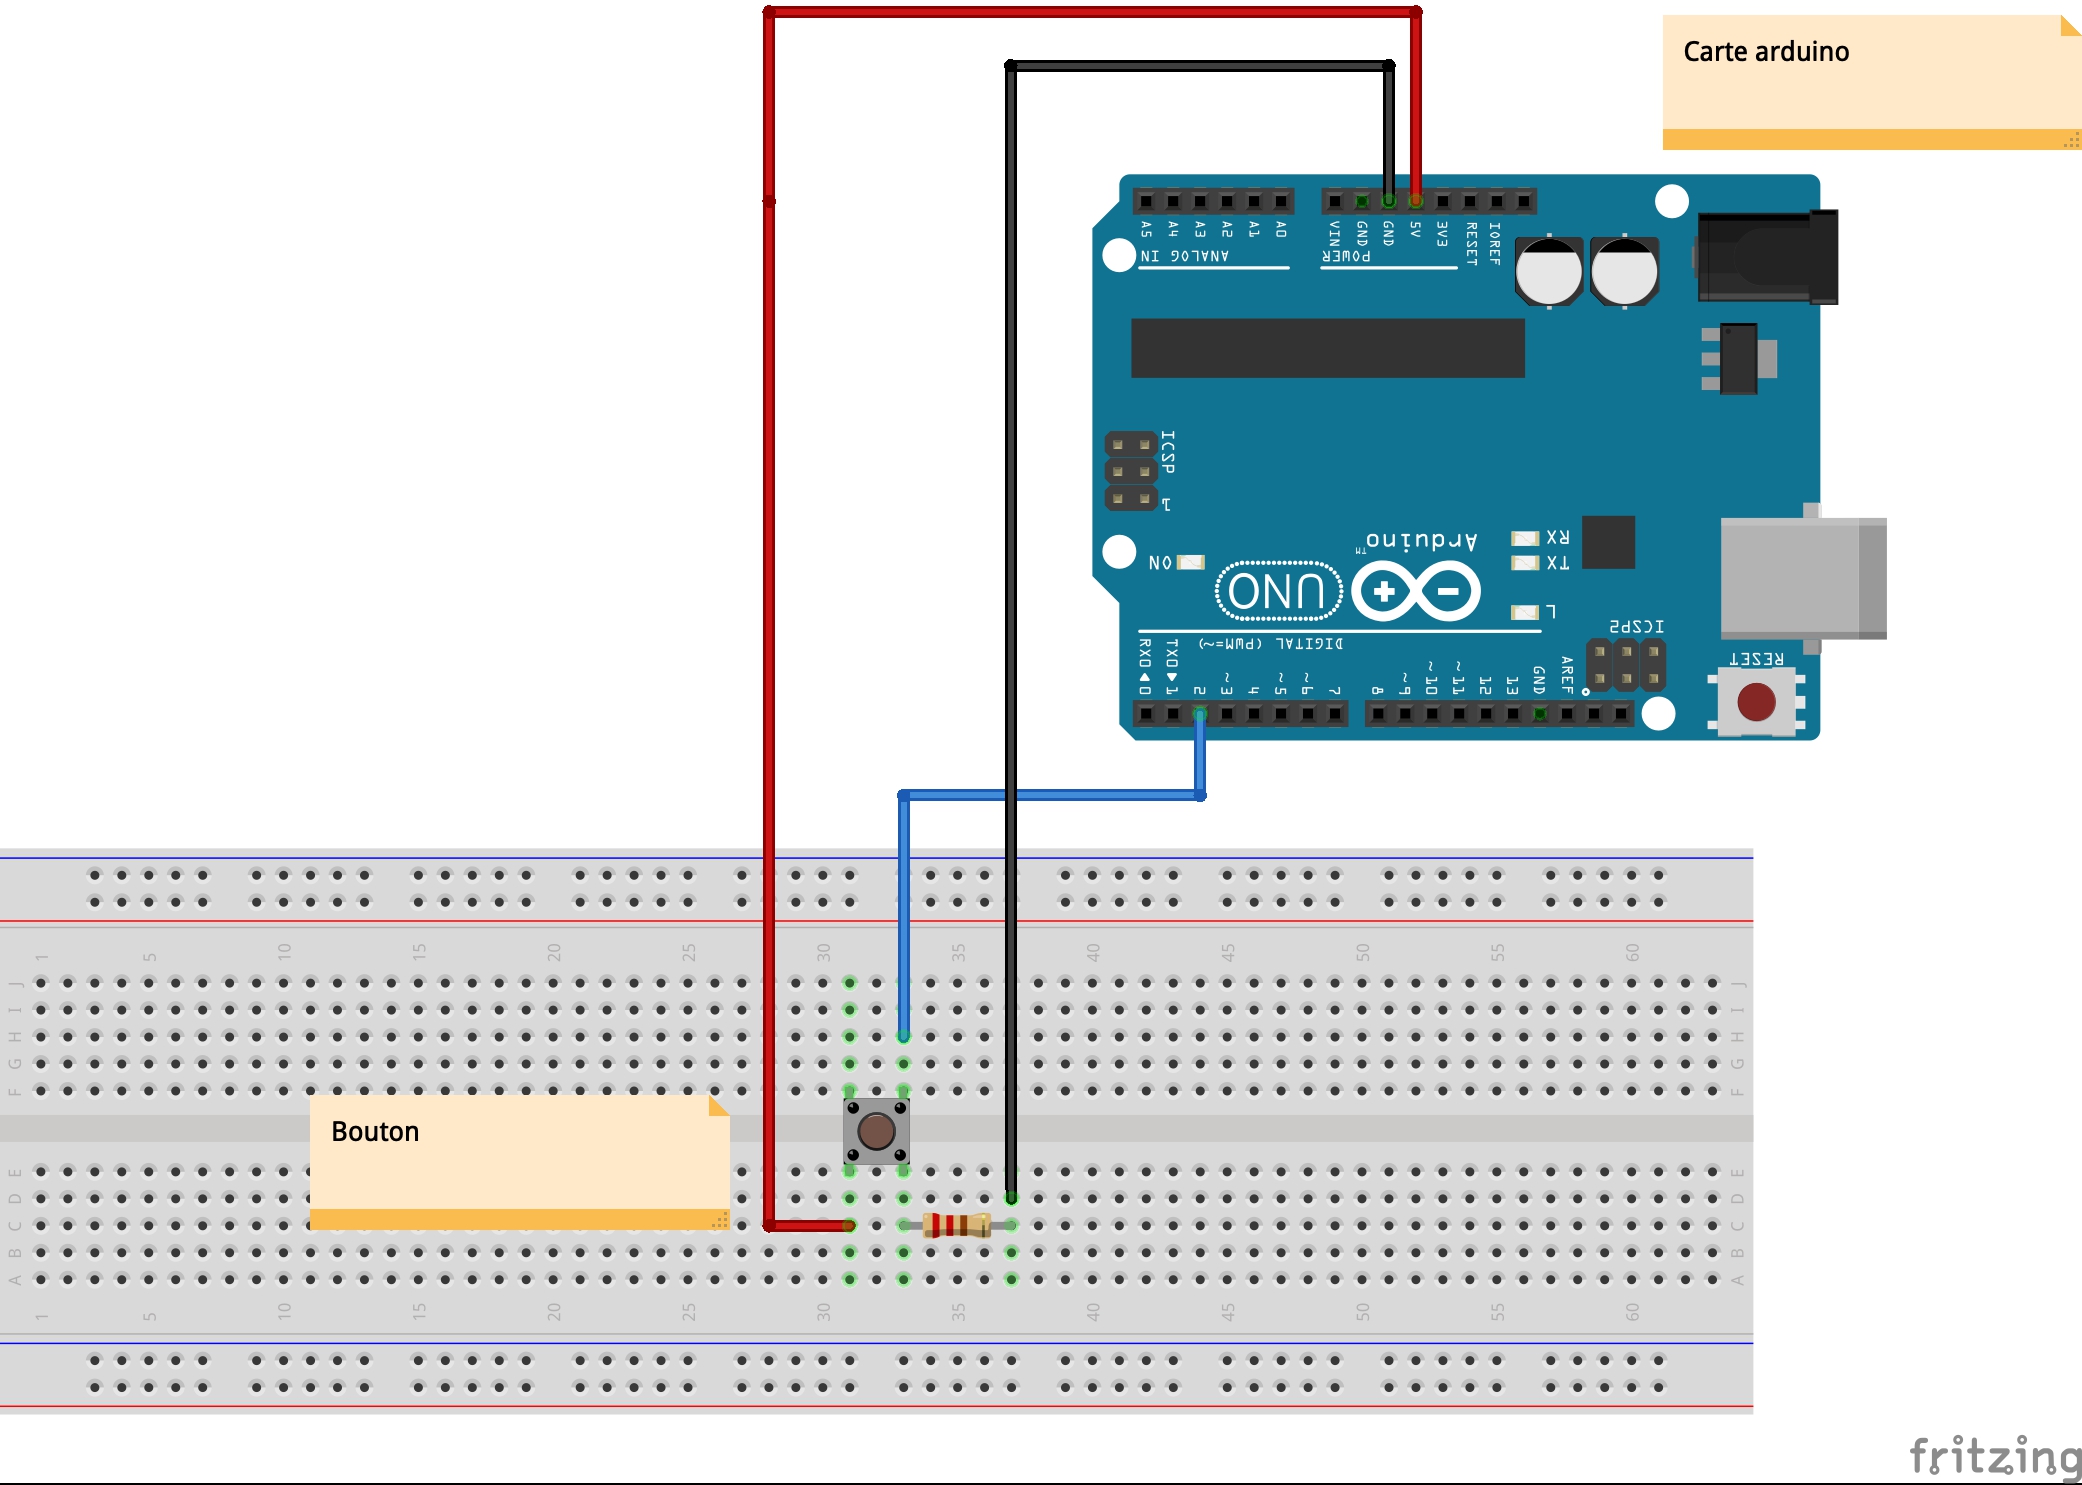 Carte arduino
A5 A4 A3 A2 A1 A0 VIN GND GND 5V 3V3 RESET IOREF
ANALOG IN POWER
ICSP
1
Arduino
TM
RX
TX
ON
UNO
L
ICSP2
DIGITAL (PWM=~)
RESET
RX0 TX0
0 1 2 ~3 4 ~5 ~6 7 8 ~9 ~10 ~11 12 13 GND AREF
1 5 10 15 20 25 30 35 40 45 50 55 60
J J
I I
H H
G G
F F
Bouton
E E
D D
C C
B B
A A
1 5 10 15 20 25 30 35 40 45 50 55 60
fritzing